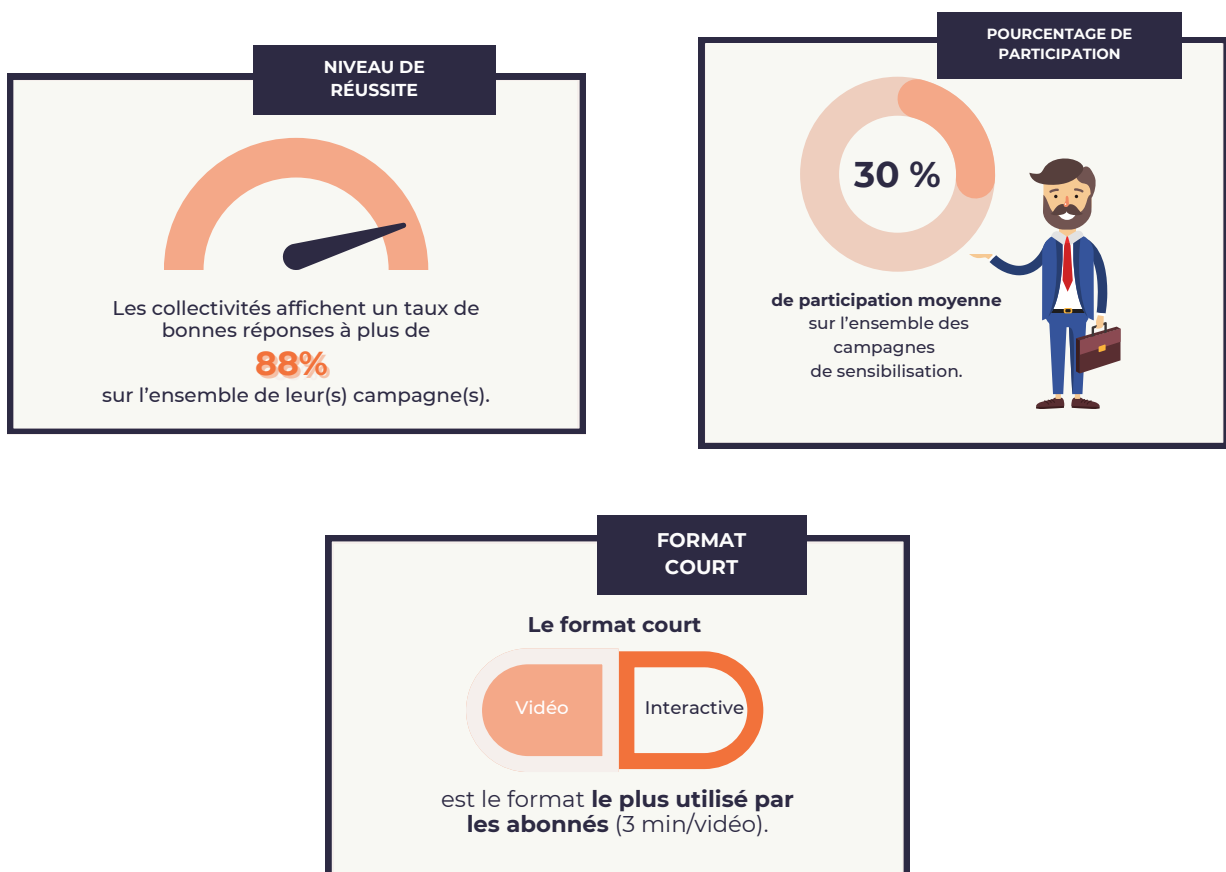 NIVEAU DE
RÉUSSITE
Les collectivités affichent un taux de
bonnes réponses à plus de
88%
sur l’ensemble de leur(s) campagne(s).
POURCENTAGE DE
PARTICIPATION
30 %
de participation moyenne
sur l’ensemble des
campagnes
de sensibilisation.
FORMAT
COURT
Le format court
Vidéo
Interactive
est le format le plus utilisé par
les abonnés (3 min/vidéo).